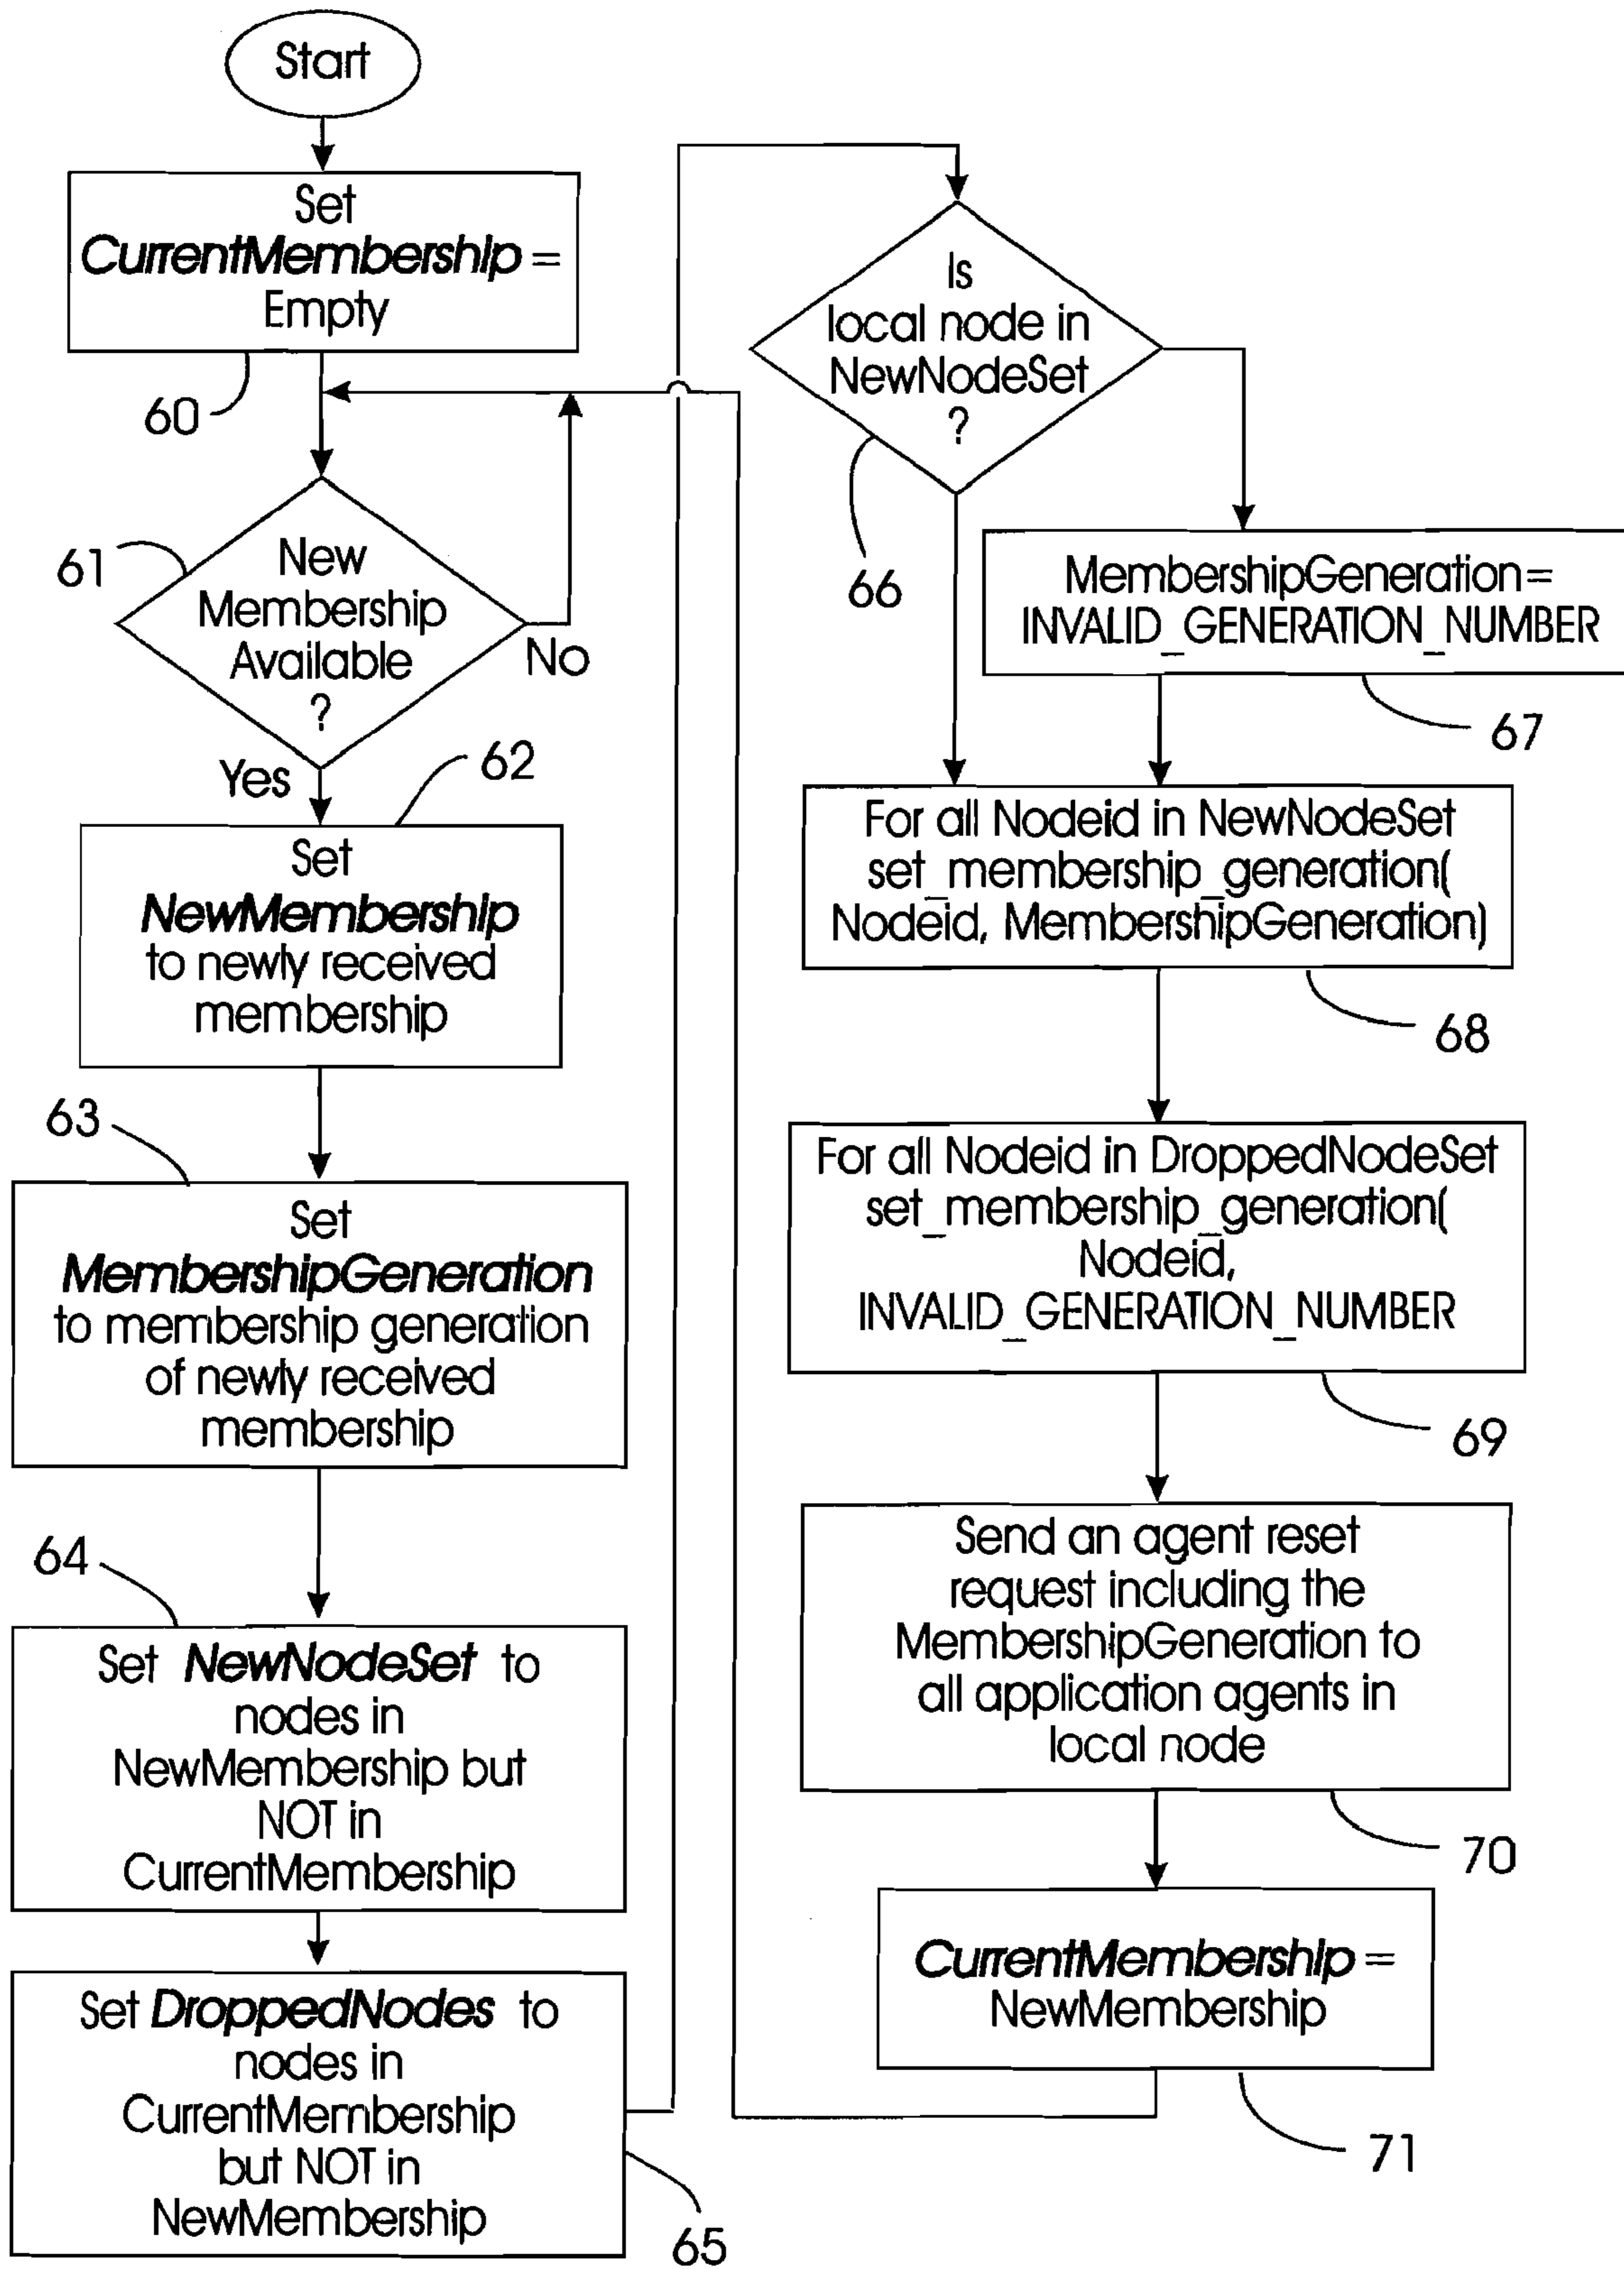 Start
Set
CurrentMembership =
Empty
60
61
New
Membership
Available
?
No
Yes
62
Set
NewMembership
to newly received
membership
63
Set
MembershipGeneration
to membership generation
of newly received
membership
64
Set NewNodeSet to
nodes in
NewMembership but
NOT in
CurrentMembership
Set DroppedNodes to
nodes in
CurrentMembership
but NOT in
NewMembership
65
Is
local node in
NewNodeSet
?
66
MembershipGeneration=
INVALID_GENERATION_NUMBER
67
For all Nodeid in NewNodeSet
set_membership_generation(
Nodeid, MembershipGeneration)
68
For all Nodeid in DroppedNodeSet
set_membership_generation(
Nodeid,
INVALID_GENERATION_NUMBER
69
Send an agent reset
request including the
MembershipGeneration to
all application agents in
local node
70
CurrentMembership =
NewMembership
71